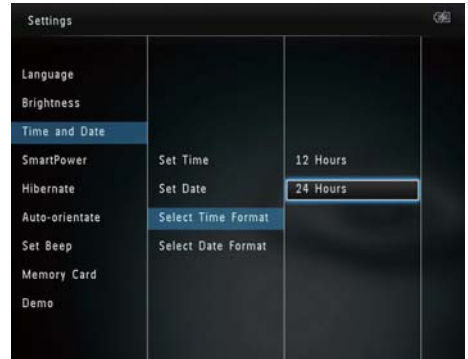 Settings
Language
Brightness
Time and Date
SmartPower
Hibernate
Auto-orientate
Set Beep
Memory Card
Demo
Set Time
Set Date
Select Time Format
Select Date Format
12 Hours
24 Hours